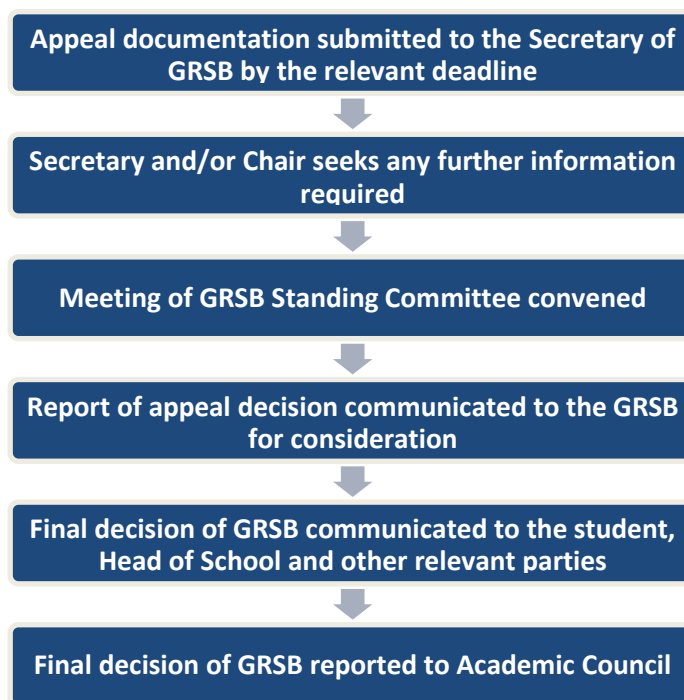 Appeal documentation submitted to the Secretary of
GRSB by the relevant deadline
Secretary and/or Chair seeks any further information
required
Meeting of GRSB Standing Committee convened
Report of appeal decision communicated to the GRSB
for consideration
Final decision of GRSB communicated to the student,
Head of School and other relevant parties
Final decision of GRSB reported to Academic Council